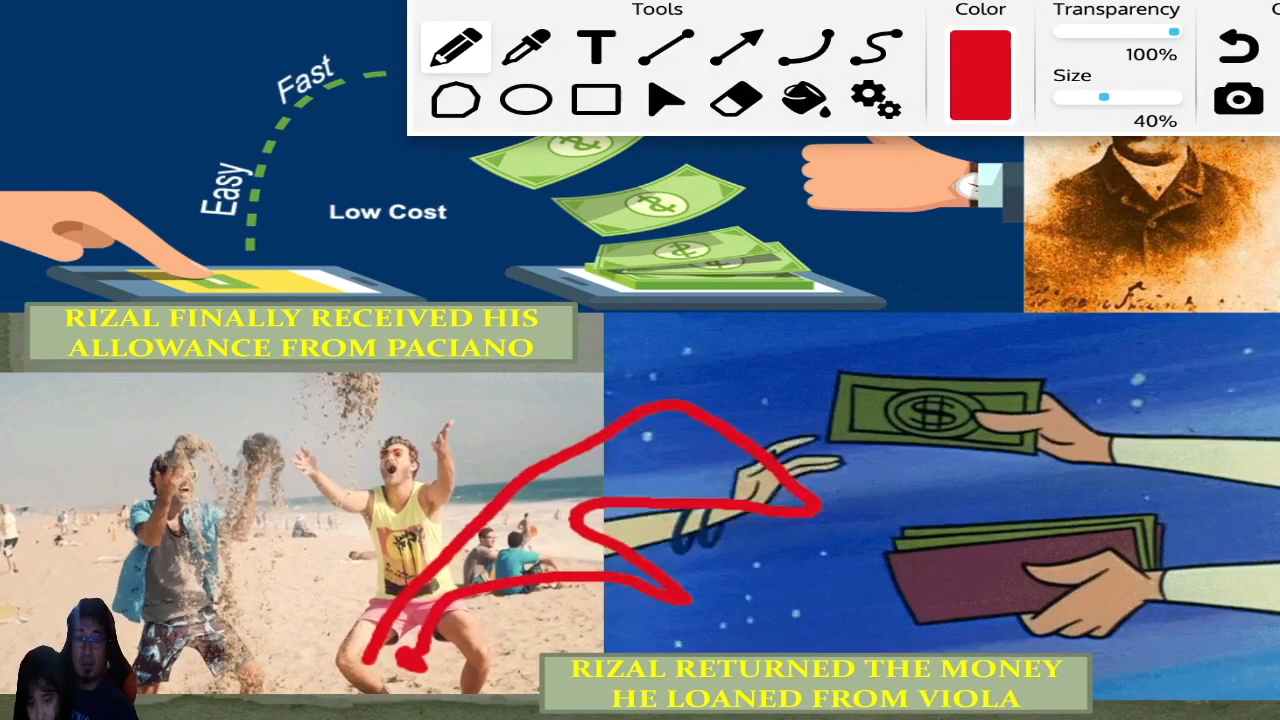 Tools
Color
Transparency
100%
Size
40%
Fast
Easy
Low Cost
RIZAL FINALLY RECEIVED HIS
ALLOWANCE FROM PACIANO
RIZAL RETURNED THE MONEY
HE LOANED FROM VIOLA